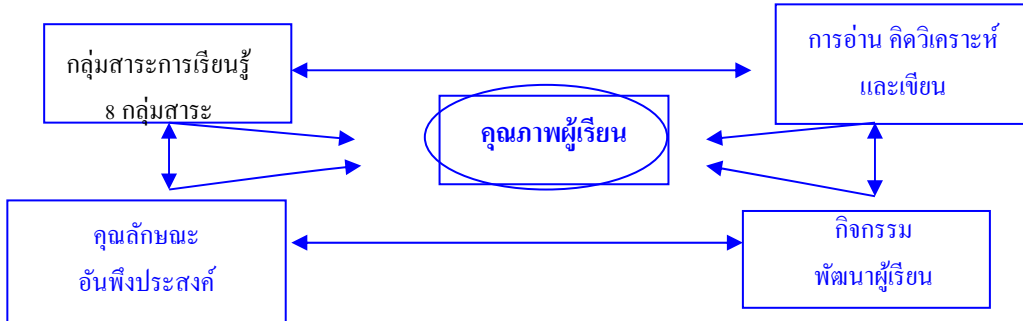 กลุ่มสาระการเรียนรู้
8 กลุ่มสาระ
การอ่าน คิดวิเคราะห์
และเขียน
คุณภาพผู้เรียน
คุณลักษณะ
อันพึงประสงค์
กิจกรรม
พัฒนาผู้เรียน